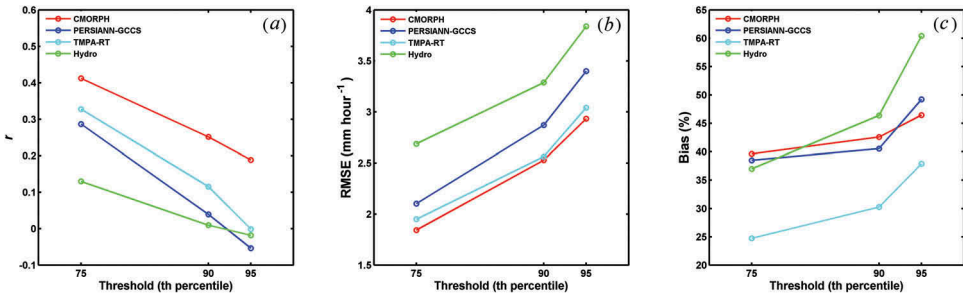 (a)
CMORPH
PERSIANN-GCCS
TMPA-RT
Hydro
0.6
0.5
0.4
0.3
0.2
0.1
0
-0.1
r
75
90
95
Threshold (th percentile)
(b)
CMORPH
PERSIANN-GCCS
TMPA-RT
Hydro
4
3.5
3
2.5
2
1.5
RMSE (mm hour -1)
75
90
95
Threshold (th percentile)
(c)
CMORPH
PERSIANN-GCCS
TMPA-RT
Hydro
65
60
55
50
45
40
35
30
25
20
Bias (%)
75
90
95
Threshold (th percentile)